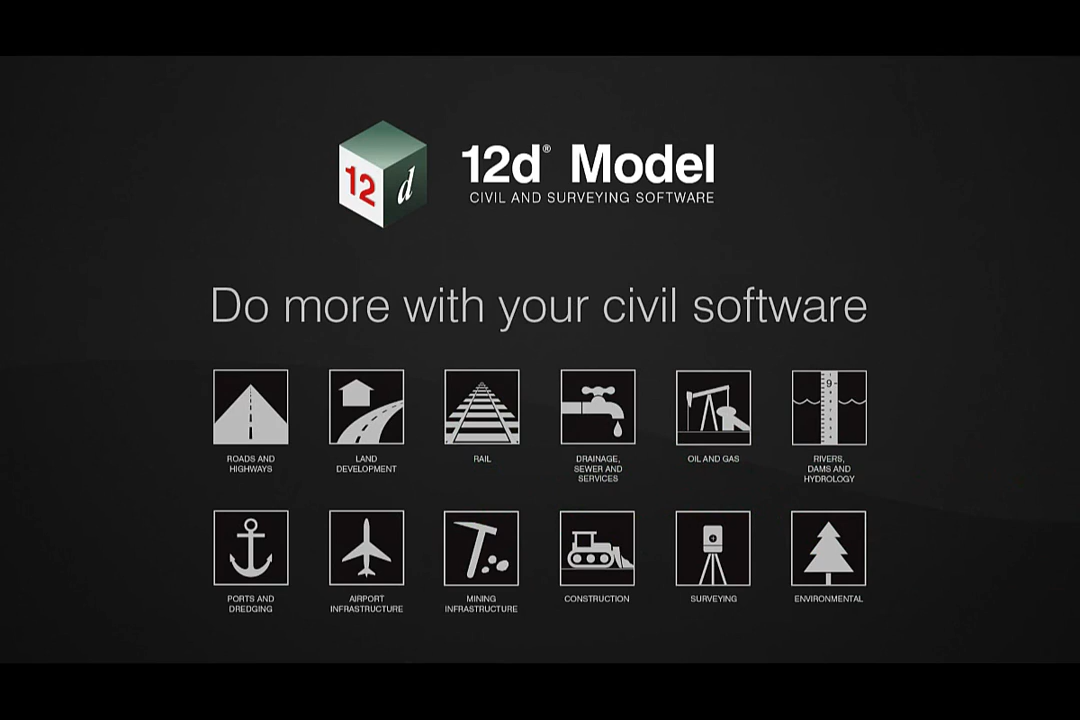 12 d
12d® Model
CIVIL AND SURVEYING SOFTWARE
Do more with your civil software
9
ROADS AND
HIGHWAYS
LAND
DEVELOPMENT
RAIL
DRAINAGE,
SEWER AND
SERVICES
OIL AND GAS
RIVERS,
DAMS AND
HYDROLOGY
PORTS AND
DREDGING
AIRPORT
INFRASTRUCTURE
MINING
INFRASTRUCTURE
CONSTRUCTION
SURVEYING
ENVIRONMENTAL